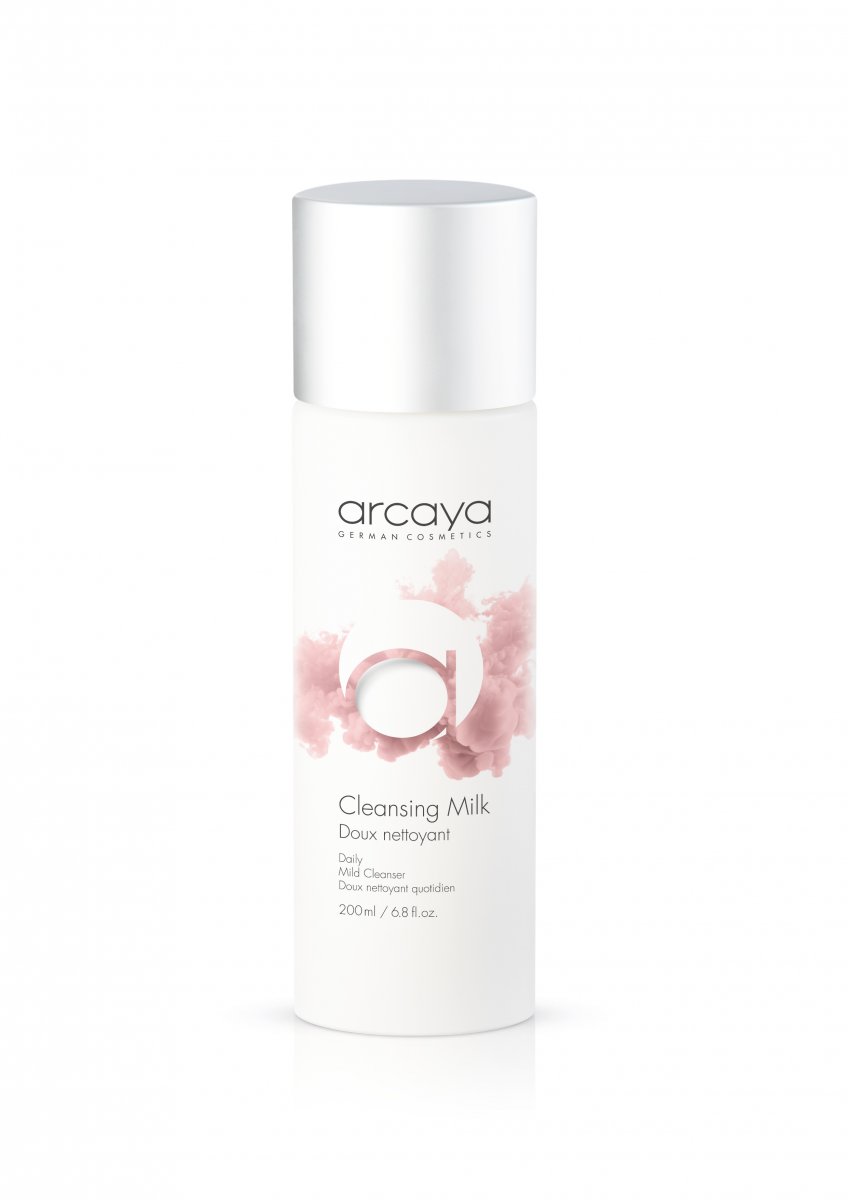 arcaya
GERMAN COSMETICS
a
Cleansing Milk
Doux nettoyant
Daily
Mild Cleanser
Doux nettoyant quotidien
200ml / 6.8 fl.oz.